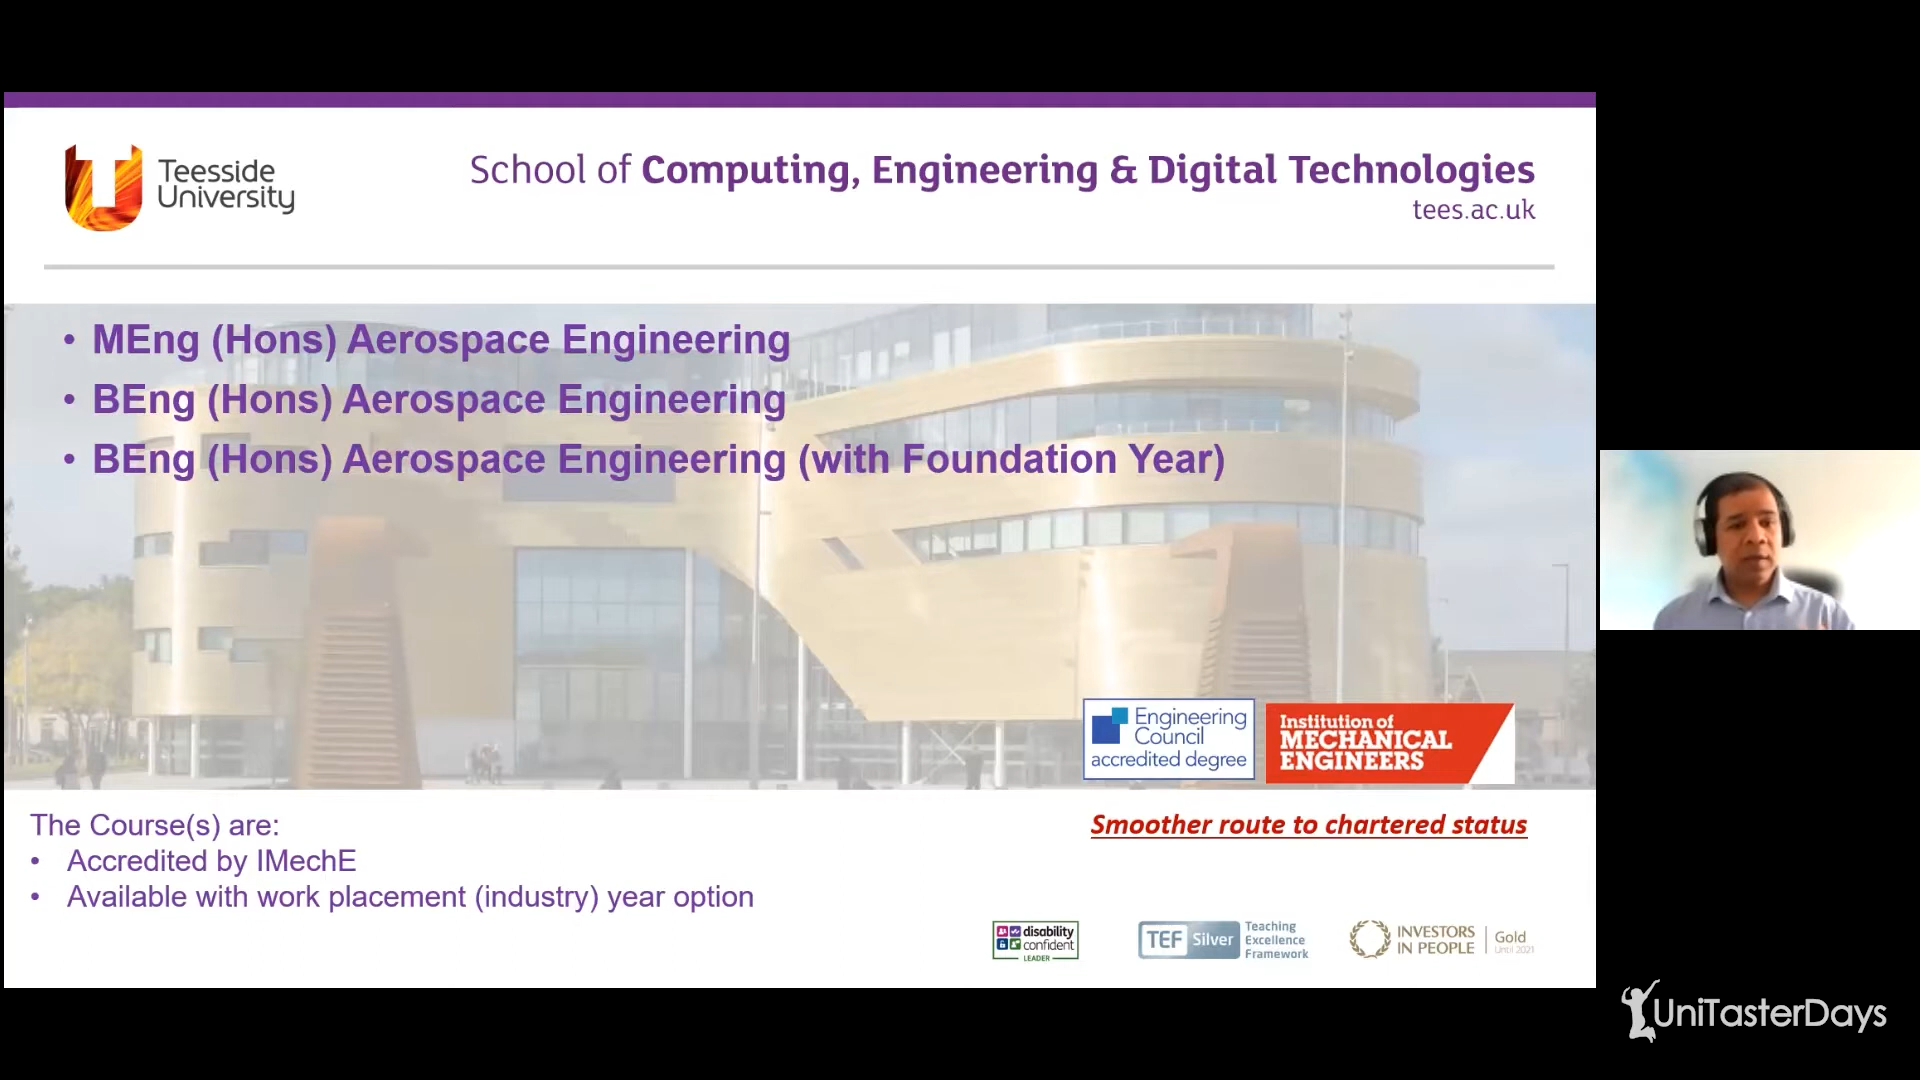 Teesside
University
School of Computing, Engineering & Digital Technologies
tees.ac.uk
• MEng (Hons) Aerospace Engineering
• BEng (Hons) Aerospace Engineering
• BEng (Hons) Aerospace Engineering (with Foundation Year)
Engineering
Council
accredited degree
Institution of
MECHANICAL
ENGINEERS
The Course(s) are:
• Accredited by IMechE
• Available with work placement (industry) year option
Smoother route to chartered status
disability
confident
LEADER
TEF Silver
Teaching
Excellence
Framework
INVESTORS
IN PEOPLE
Gold
Until 2021
UniTasterDays